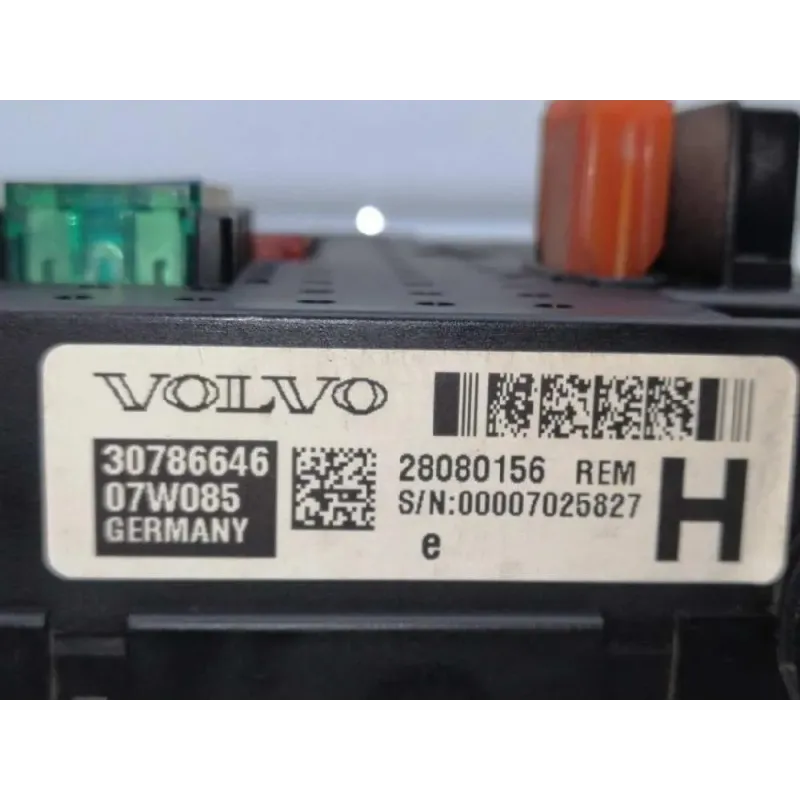 VOLVO
30786646
07W085
GERMANY
28080156 REM
S/N:00007025827
e
H